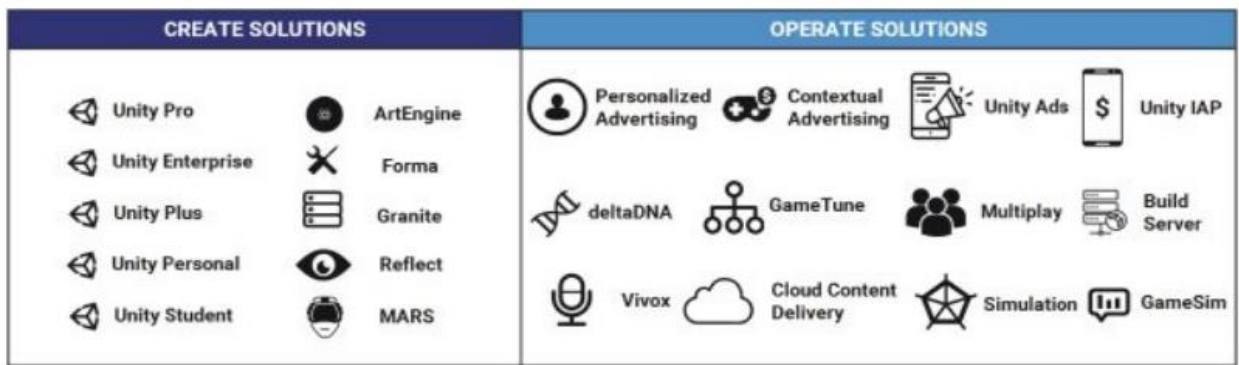 CREATE SOLUTIONS
Unity Pro
ArtEngine
Unity Enterprise
Forma
Unity Plus
Granite
Unity Personal
Reflect
Unity Student
MARS
OPERATE SOLUTIONS
Personalized
Advertising
Contextual
Advertising
$
Unity Ads
$
Unity IAP
deltaDNA
GameTune
Multiplay
Build
Server
Vivox
Cloud Content
Delivery
Simulation
GameSim